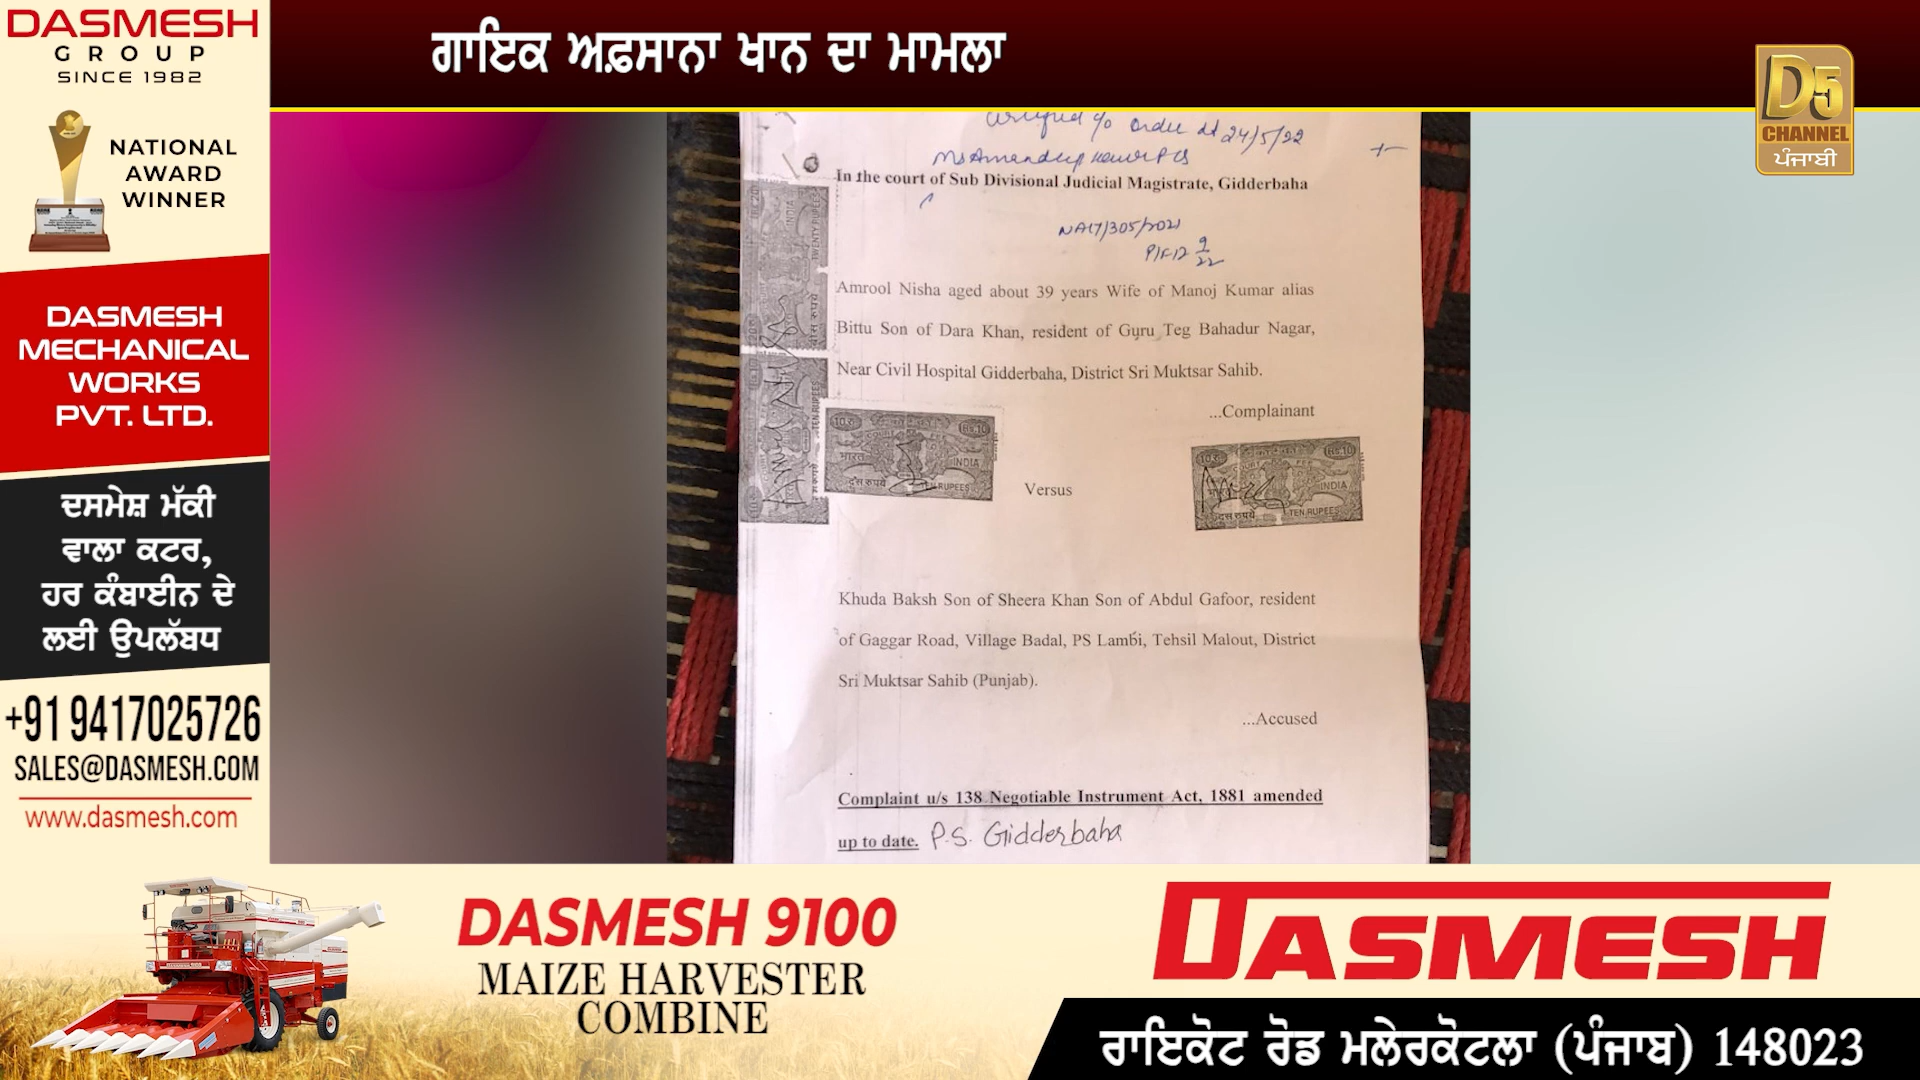 DASMESH
GROUP
SINCE 1982
NATIONAL
AWARD
WINNER
DASMESH
MECHANICAL
WORKS
PVT. LTD.
ਦਸਮੇਸ਼ ਮੱਕੀ
ਵਾਲਾ ਕਟਰ,
ਹਰ ਕੰਬਾਈਨ ਦੇ
ਲਈ ਉਪਲੱਬਧ
+91 9417025726
SALES@DASMESH.COM
www.dasmesh.com
ਗਾਇਕ ਅਫ਼ਸਾਨਾ ਖਾਨ ਦਾ ਮਾਮਲਾ
D5
CHANNEL
ਪੰਜਾਬੀ
order dt 24/5/22
In the court of Sub Divisional Judicial Magistrate, Gidderbaha
Amrool Nisha aged about 39 years Wife of Manoj Kumar alias
Bittu Son of Dara Khan, resident of Guru Teg Bahadur Nagar,
Near Civil Hospital Gidderbaha, District Sri Muktsar Sahib.
...Complainant
Versus
Khuda Baksh Son of Sheera Khan Son of Abdul Gafoor, resident
of Gaggar Road, Village Badal, PS Lambi, Tehsil Malout, District
Sri Muktsar Sahib (Punjab).
...Accused
Complaint u/s 138 Negotiable Instrument Act, 1881 amended
up to date. P.S. Gidderbaha
DASMESH 9100
MAIZE HARVESTER
COMBINE
DASMESH
ਰਾਇਕੋਟ ਰੋਡ ਮਲੇਰਕੋਟਲਾ (ਪੰਜਾਬ) 148023